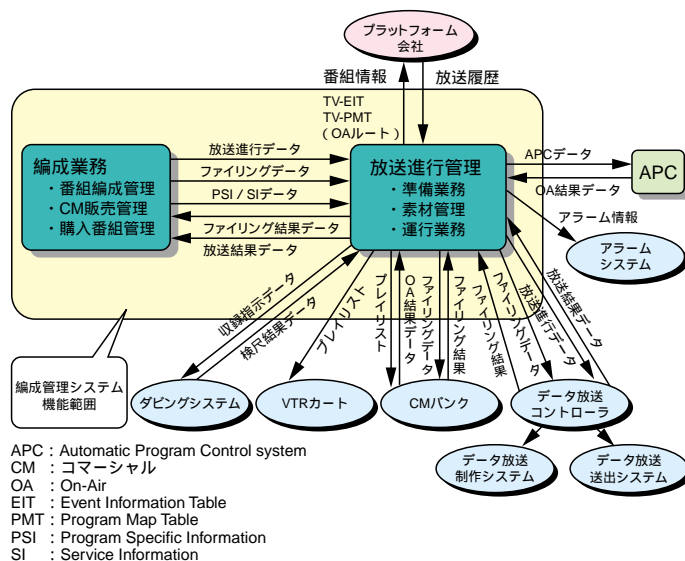 プラットフォーム
会社
番組情報
放送履歴
TV-EIT
TV-PMT
(OAルート)
編成業務
・番組編成管理
・CM販売管理
・購入番組管理
放送進行データ
ファイリングデータ
PSI / SIデータ
ファイリング結果データ
放送結果データ
放送進行管理
・準備業務
・素材管理
・運行業務
APCデータ
OA結果データ
APC
アラーム情報
アラーム
システム
収録指示データ
検尺結果データ
プレイリスト
プレイリスト
OA結果データ
ファイリングデータ
ファイリング結果
ファイリング結果
ファイリングデータ
放送進行データ
放送結果データ
編成管理システム
機能範囲
ダビングシステム
VTRカート
CMバンク
データ放送
コントローラ
データ放送
制作システム
データ放送
送出システム
APC : Automatic Program Control system
CM : コマーシャル
OA : On-Air
EIT : Event Information Table
PMT : Program Map Table
PSI : Program Specific Information
SI : Service Information